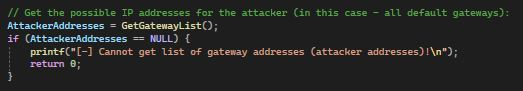 // Get the possible IP addresses for the attacker (in this case - all default gateways):
AttackerAddresses = GetGatewayList();
if (AttackerAddresses == NULL) {
    printf("[-] Cannot get list of gateway addresses (attacker addresses)!\n");
    return 0;
}